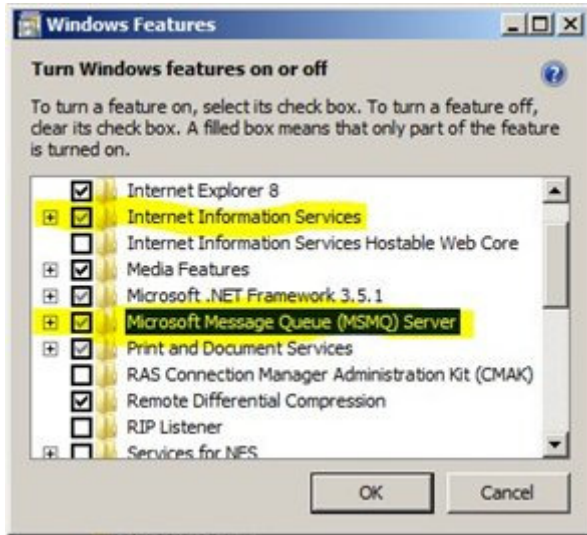 Windows Features
Turn Windows features on or off
To turn a feature on, select its check box. To turn a feature off,
clear its check box. A filled box means that only part of the feature
is turned on.
Internet Explorer 8
Internet Information Services
Internet Information Services Hostable Web Core
Media Features
Microsoft .NET Framework 3.5.1
Microsoft Message Queue (MSMQ) Server
Print and Document Services
RAS Connection Manager Administration Kit (CMAK)
Remote Differential Compression
RIP Listener
Services for NFS
OK Cancel